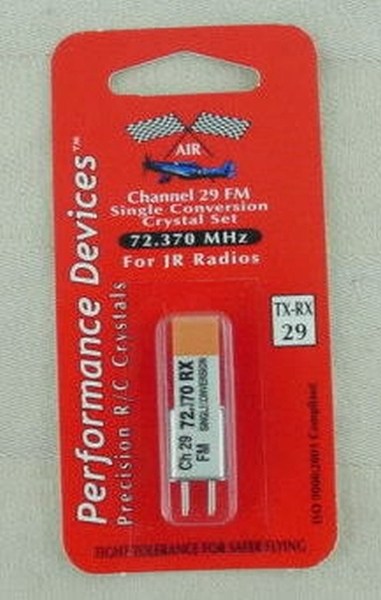 AIR
Channel 29 FM
Single Conversion
Crystal Set
72.370 MHz
For JR Radios
Performance Devices™
Precision R/C Crystals
TX-RX
29
Ch 29 72.770 RX
FM SINGLE CONVERSION
ISO 9000/2001 Compliant
TIGHT TOLERANCE FOR SAFER FLYING